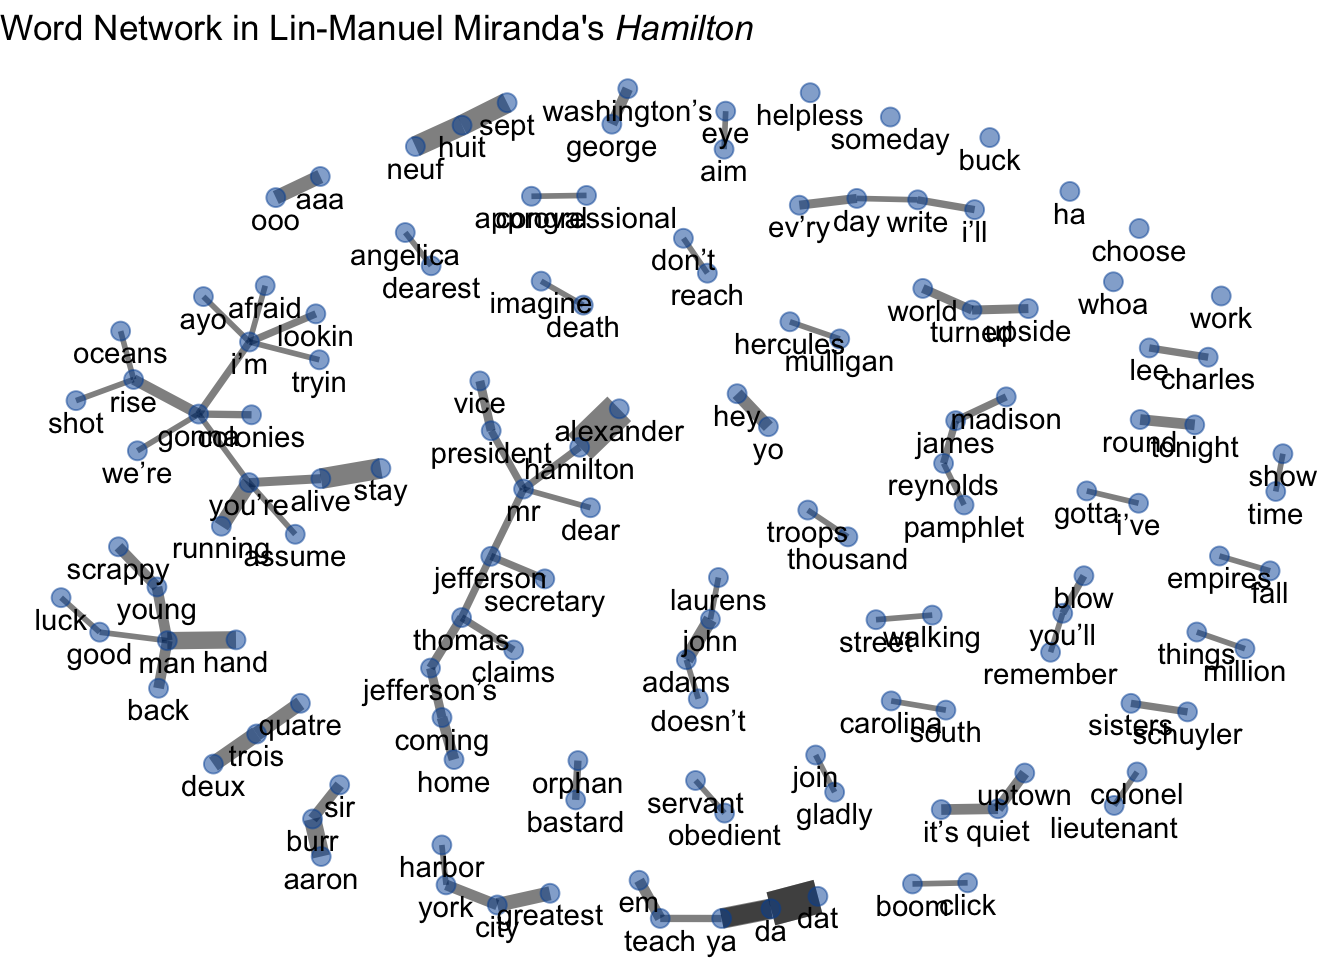 Word Network in Lin-Manuel Miranda's Hamilton
washington’s
sept
helpless
eye
someday
huit
george
buck
neuf
aim
aaa
ooo
approval
congressional
ev’ry
day
write
i’ll
ha
choose
angelica
don’t
dearest
reach
imagine
death
whoa
work
afraid
ayo
lookin
i’m
tryin
world
turned
upside
hercules
mulligan
oceans
rise
shot
lee
charles
vice
hey
yo
madison
james
gonna
colonies
alexander
president
hamilton
round
tonight
we’re
you’re
alive
stay
mr
dear
reynolds
pamphlet
gotta
i’ve
show
time
running
assume
troops
thousand
scrappy
young
jefferson
secretary
empires
fall
luck
good
man
hand
laurens
john
blow
you’ll
thomas
claims
street
walking
things
million
remember
back
jefferson’s
adams
doesn’t
quatre
trois
deux
coming
home
carolina
south
sisters
schuyler
sir
burr
aaron
orphan
bastard
servant
obedient
join
gladly
uptown
it’s
quiet
colonel
lieutenant
harbor
york
city
greatest
em
teach
ya
da
dat
boom
click